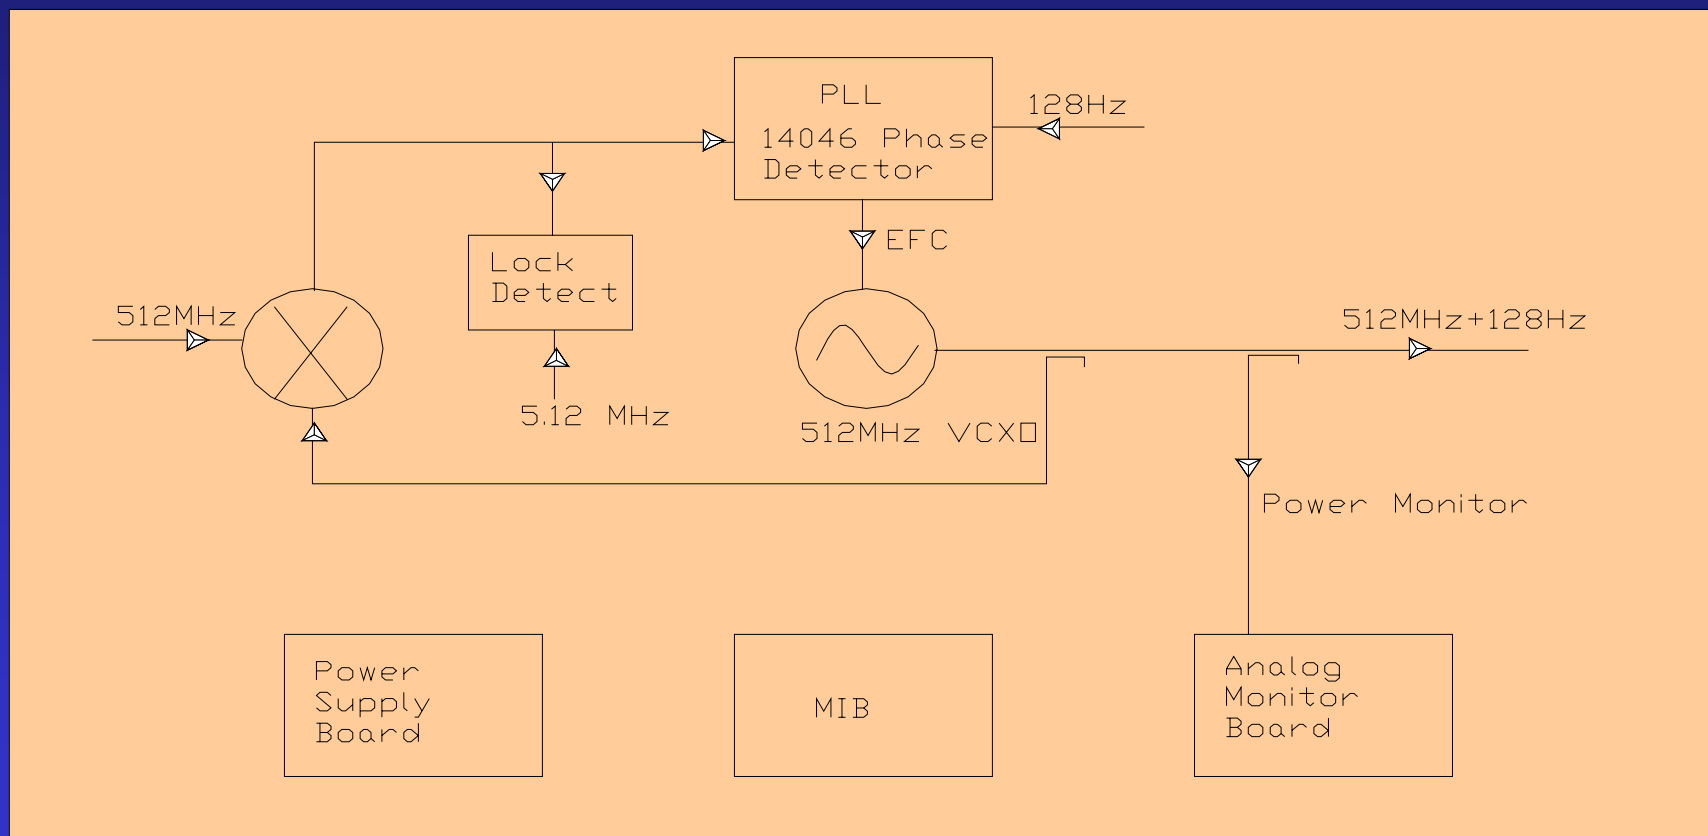 PLL
14046 Phase
Detector
128Hz
EFC
Lock
Detect
512MHz
5.12 MHz
512MHz VCXO
512MHz+128Hz
Power Monitor
Power
Supply
Board
MIB
Analog
Monitor
Board